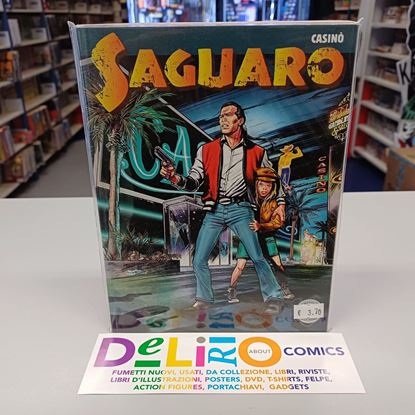 CASINÒ
SAGUARO
CA
CASINO
€ 3,70
DeLiRiO ABOUT COMICS
FUMETTI NUOVI, USATI, DA COLLEZIONE, LIBRI, RIVISTE,
LIBRI D'ILLUSTRAZIONI, POSTERS, DVD, T-SHIRTS, FELPE,
ACTION FIGURES, PORTACHIAVI, GADGETS